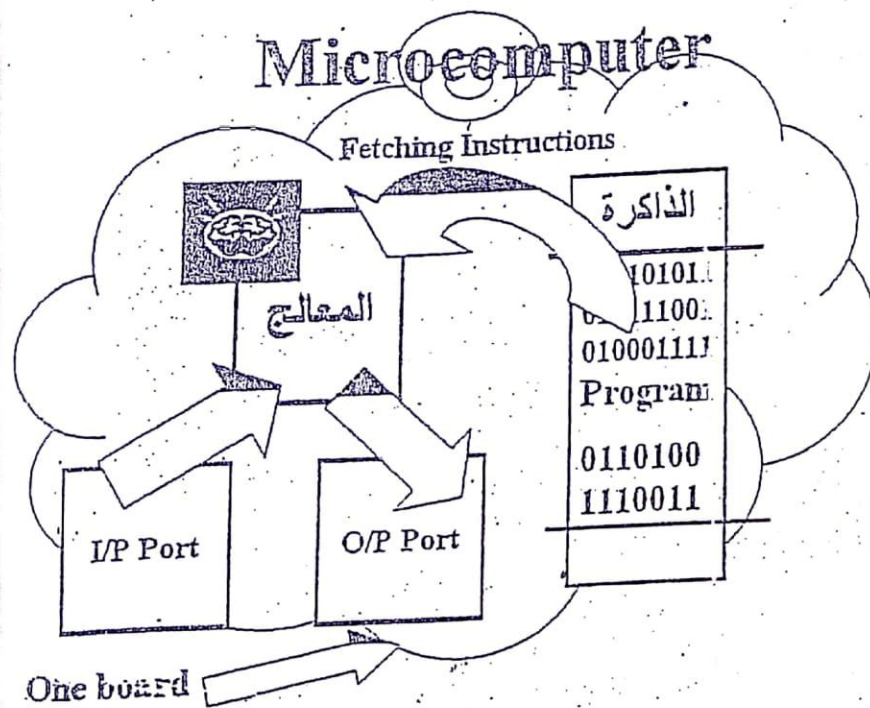 Microcomputer
Fetching Instructions
الذاكرة
المعالج
010001111
Program
0110100
1110011
I/P Port
O/P Port
One board